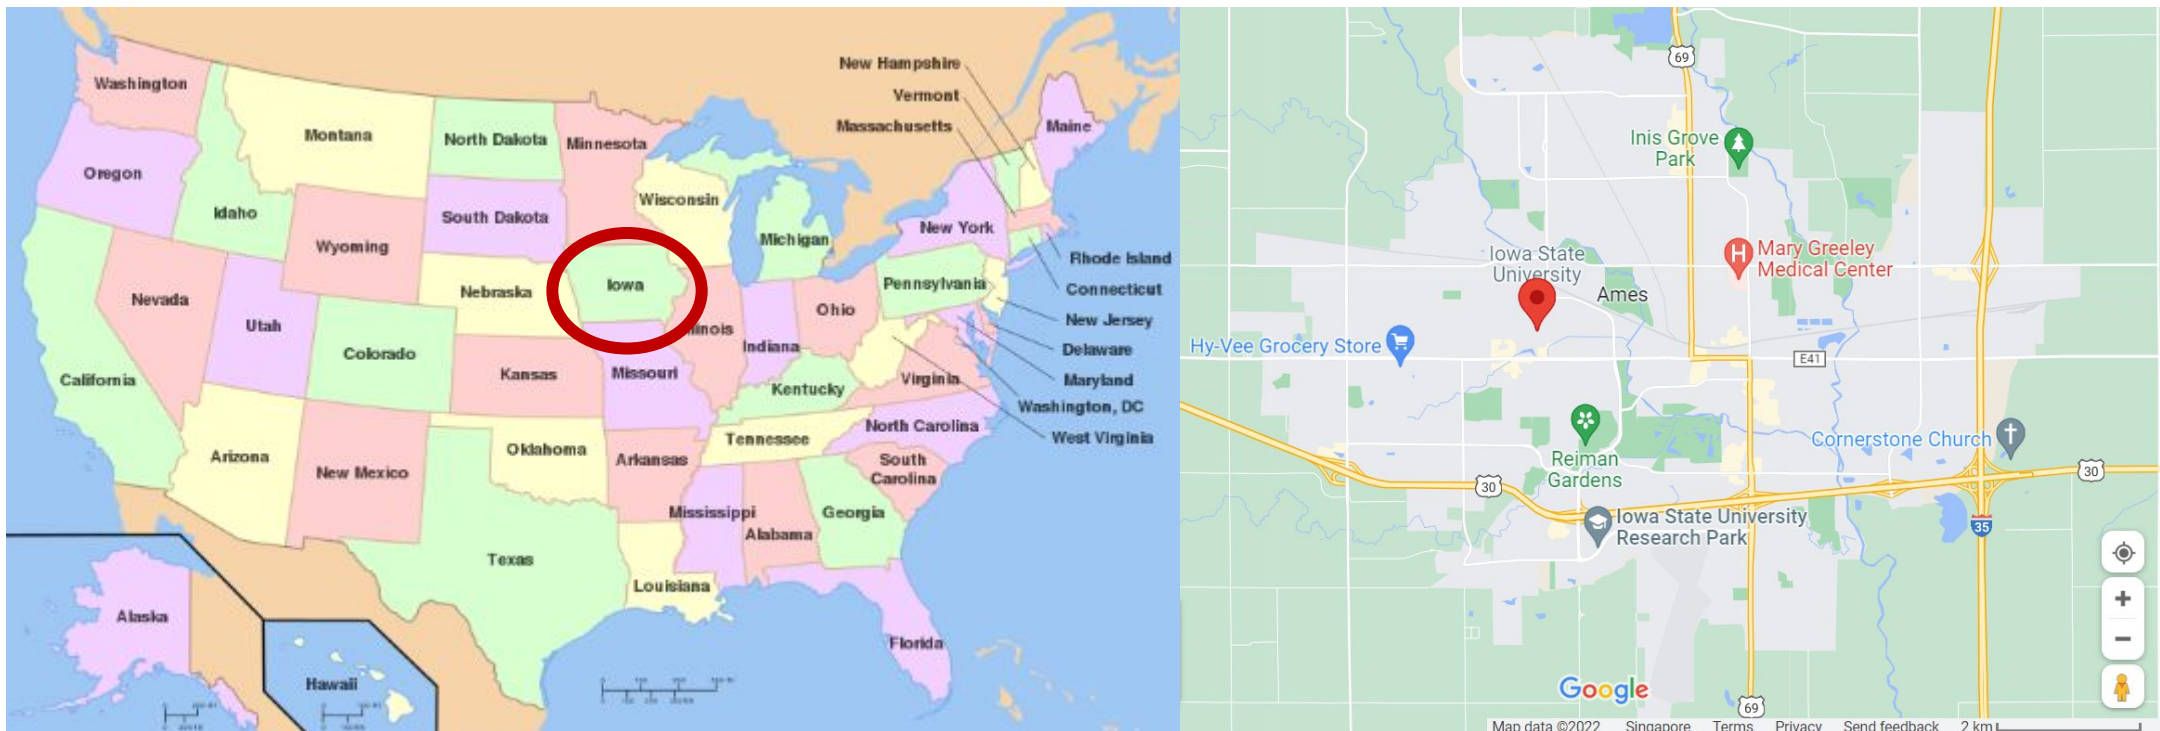 Washington
Oregon
California
Idaho
Nevada
Montana
Wyoming
Utah
Arizona
Colorado
New Mexico
North Dakota
South Dakota
Nebraska
Kansas
Oklahoma
Texas
Minnesota
Iowa
Missouri
Arkansas
Louisiana
Wisconsin
inois
Michigan
Indiana
Ohio
Kentucky
Tennessee
Mississippi
Alabama
Georgia
Florida
South
Carolina
North Carolina
Virginia
Pennsylvania
New York
Maine
New Hampshire
Vermont
Massachusetts
Rhode Island
Connecticut
New Jersey
Delaware
Maryland
Washington, DC
West Virginia
Alaska
Hawaii
69
Inis Grove
Park
Iowa State
University
H
Mary Greeley
Medical Center
Ames
Hy-Vee Grocery Store
E41
Cornerstone Church
Reiman
Gardens
30
30
Iowa State University
Research Park
35
+
−
Google
69
Map data ©2022 Singapore Terms Privacy Send feedback 2 km